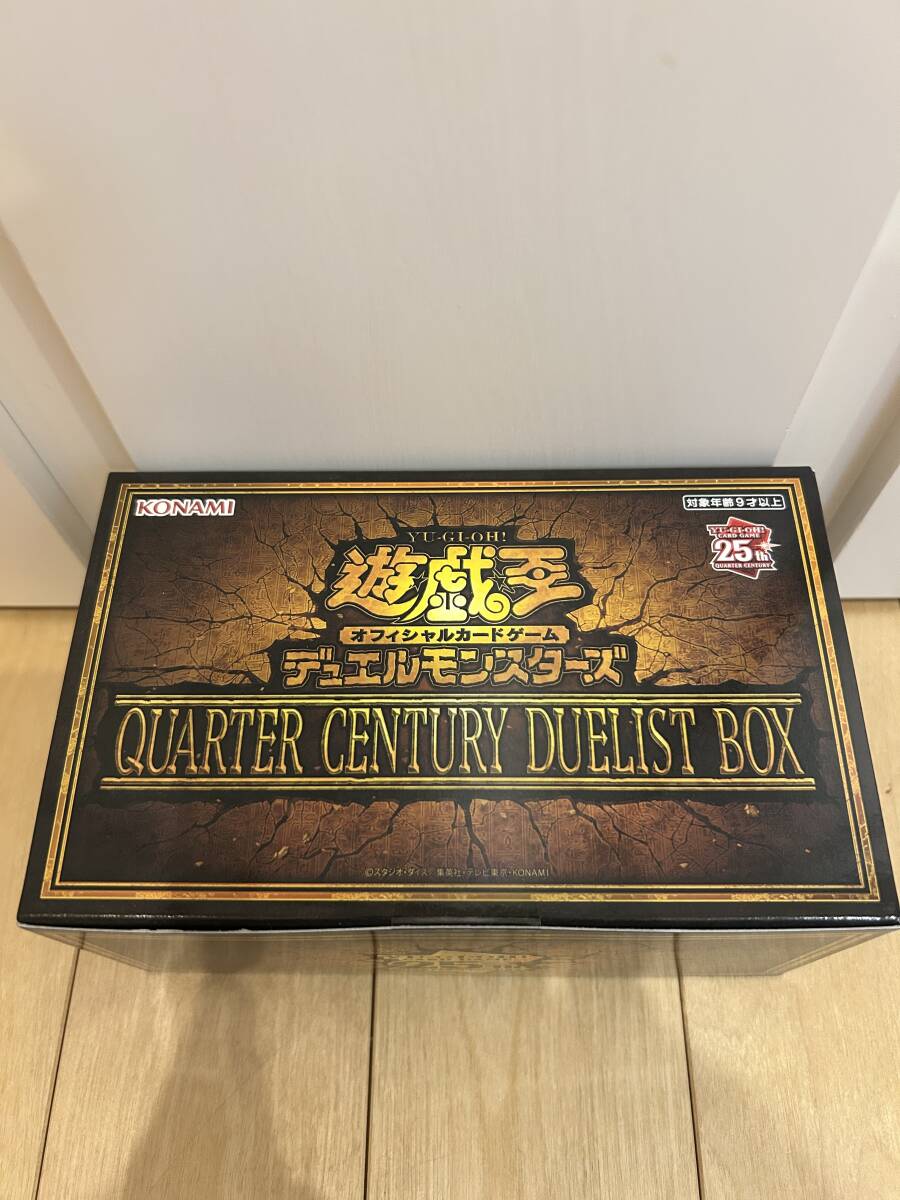 KONAMI
対象年齢9才以上
YU-GI-OH!
遊戯王
オフィシャルカードゲーム
デュエルモンスターズ
YU-GI-OH!
CARD GAME
25th
QUARTER CENTURY
QUARTER CENTURY DUELIST BOX
©スタジオ・ダイス/集英社・テレビ東京・KONAMI